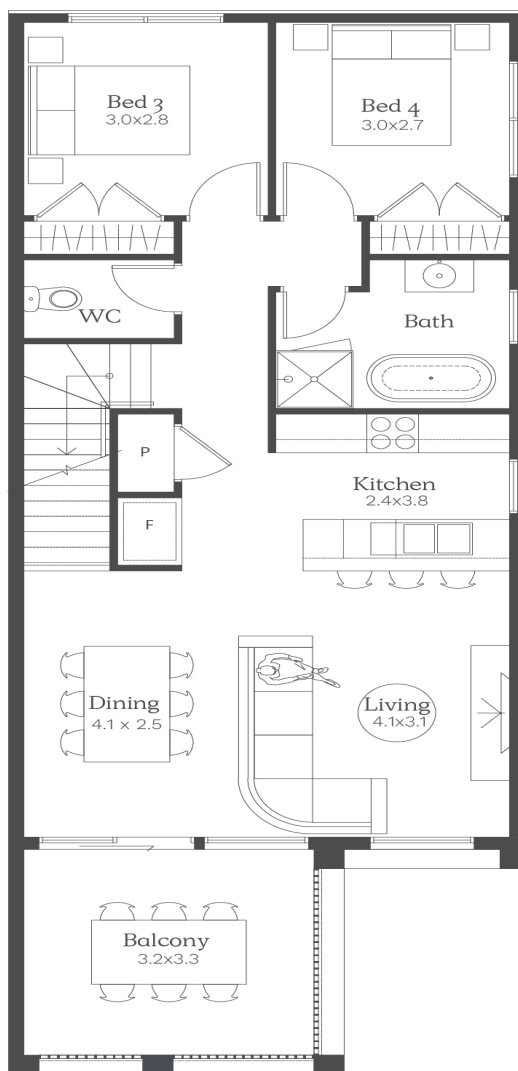 Bed 3
3.0x2.8
Bed 4
3.0x2.7
WC
Bath
P
F
Kitchen
2.4x3.8
Dining
4.1 x 2.5
Living
4.1x3.1
Balcony
3.2x3.3